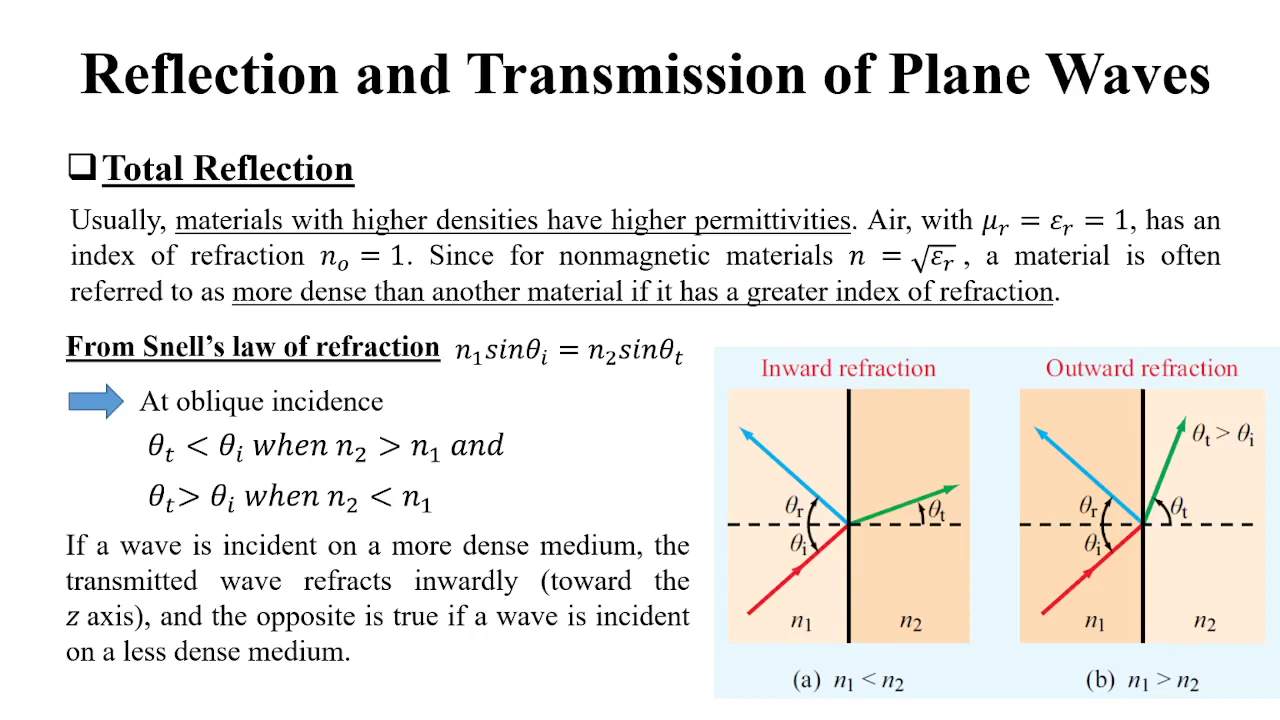 Reflection and Transmission of Plane Waves
❑Total Reflection
Usually, materials with higher densities have higher permittivities. Air, with μᵣ = εᵣ = 1, has an
index of refraction nₒ = 1. Since for nonmagnetic materials n = √εᵣ , a material is often
referred to as more dense than another material if it has a greater index of refraction.
From Snell’s law of refraction n₁sinθᵢ = n₂sinθₜ
At oblique incidence
θₜ < θᵢ when n₂ > n₁ and
θₜ> θᵢ when n₂ < n₁
If a wave is incident on a more dense medium, the
transmitted wave refracts inwardly (toward the
z axis), and the opposite is true if a wave is incident
on a less dense medium.
Inward refraction
θᵣ
θᵢ
θₜ
n₁
n₂
(a) n₁ < n₂
Outward refraction
θₜ > θᵢ
θᵣ
θᵢ
θₜ
n₁
n₂
(b) n₁ > n₂